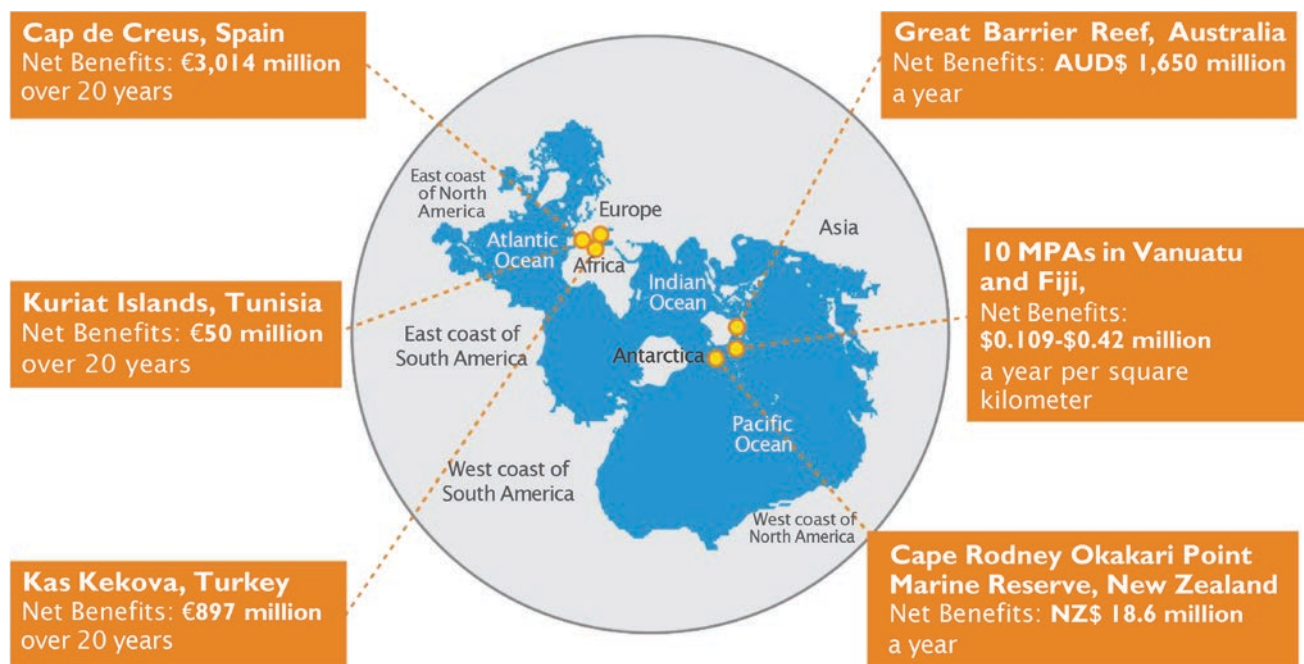 Cap de Creus, Spain
Net Benefits: €3,014 million
over 20 years
Great Barrier Reef, Australia
Net Benefits: AUD$ 1,650 million
a year
East coast
of North
America
Europe
Asia
Atlantic
Ocean
Africa
Indian
Ocean
10 MPAs in Vanuatu
and Fiji,
Net Benefits:
$0.109-$0.42 million
a year per square
kilometer
Kuriat Islands, Tunisia
Net Benefits: €50 million
over 20 years
East coast of
South America
Antarctica
Pacific
Ocean
West coast of
South America
West coast of
North America
Kas Kekova, Turkey
Net Benefits: €897 million
over 20 years
Cape Rodney Okakari Point
Marine Reserve, New Zealand
Net Benefits: NZ$ 18.6 million
a year